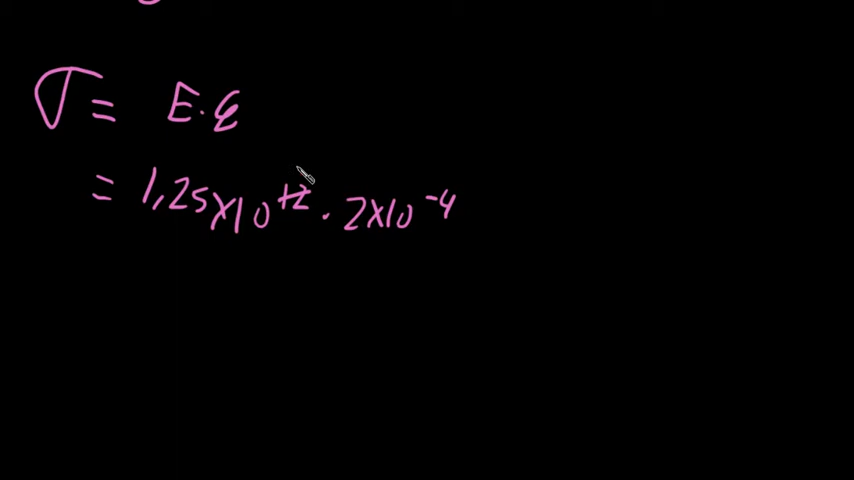 σ = E.ε
= 1,25x10^12 . 2x10^-4